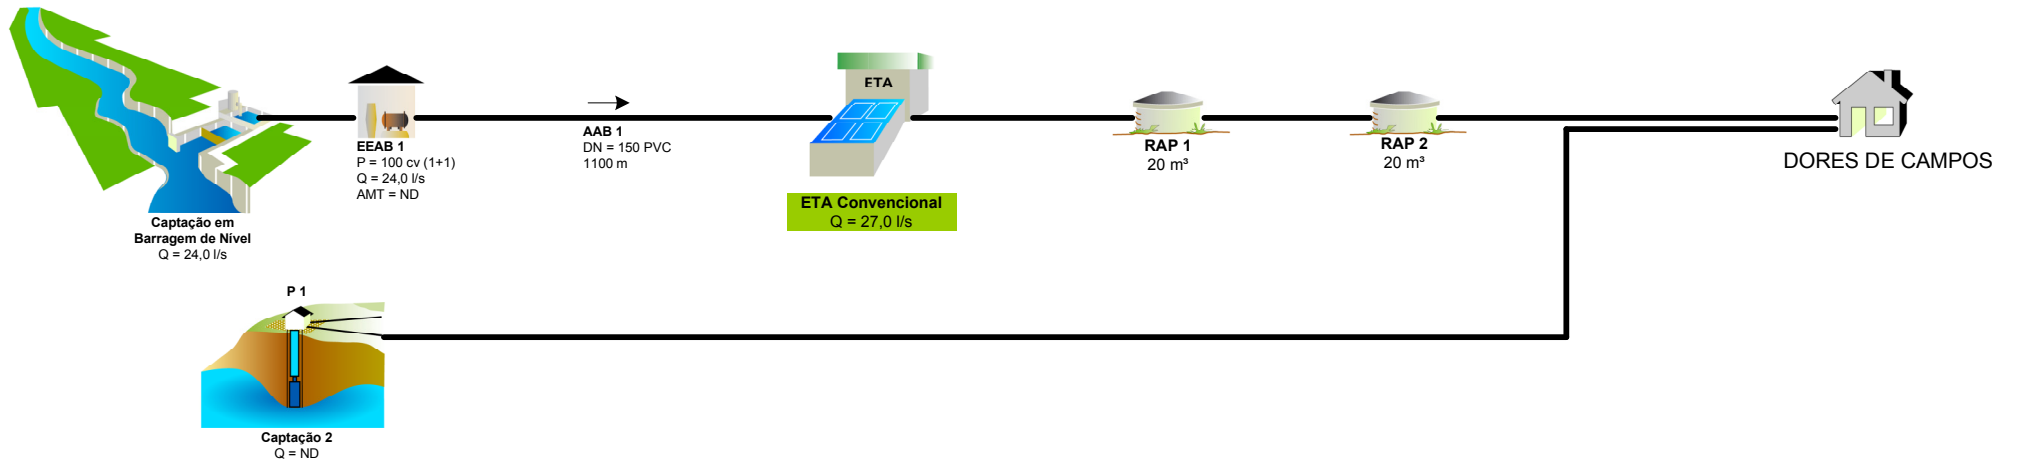 Captação em
Barragem de Nível
Q = 24,0 l/s
EEAB 1
P = 100 cv (1+1)
Q = 24,0 l/s
AMT = ND
AAB 1
DN = 150 PVC
1100 m
ETA
ETA Convencional
Q = 27,0 l/s
RAP 1
20 m³
RAP 2
20 m³
DORES DE CAMPOS
P 1
Captação 2
Q = ND